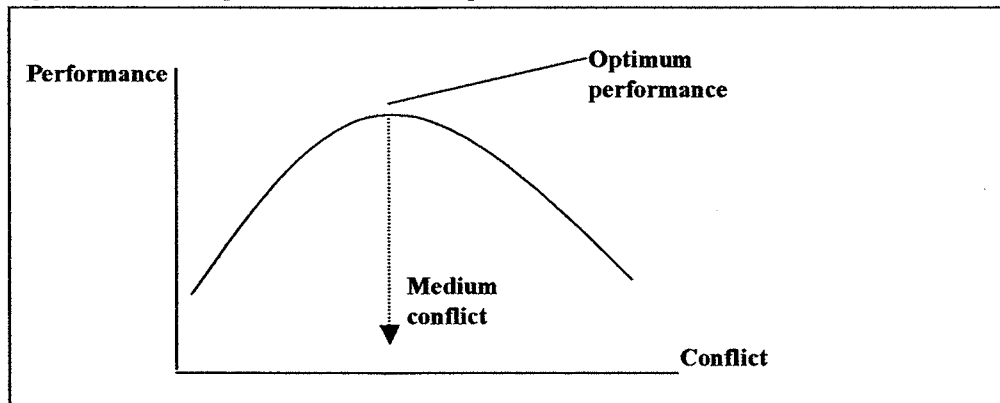 Performance
Optimum
performance
Medium
conflict
Conflict